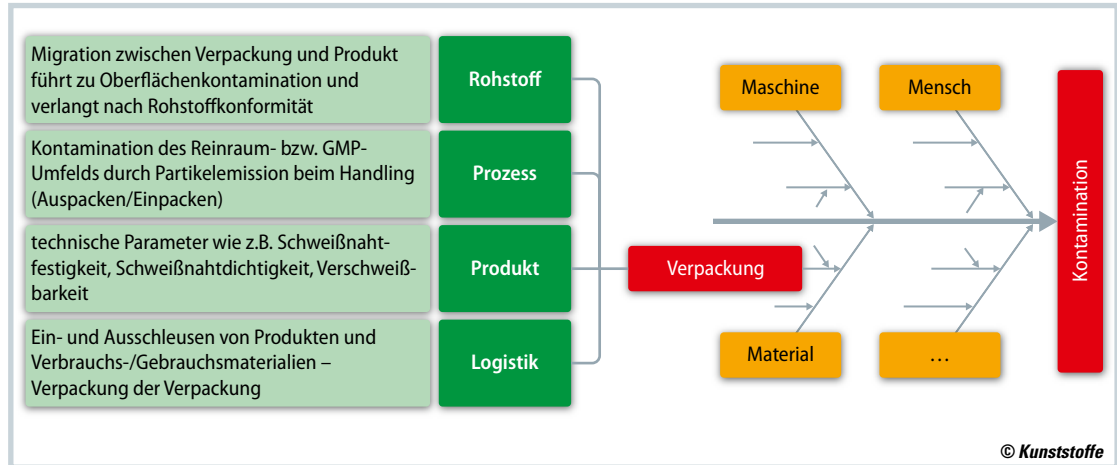 Migration zwischen Verpackung und Produkt
führt zu Oberflächenkontamination und
verlangt nach Rohstoffkonformität
Rohstoff
Kontamination des Reinraum- bzw. GMP-
Umfelds durch Partikelemission beim Handling
(Auspacken/Einpacken)
Prozess
technische Parameter wie z.B. Schweißnaht-
festigkeit, Schweißnahtdichtigkeit, Verschweiß-
barkeit
Produkt
Ein- und Ausschleusen von Produkten und
Verbrauchs-/Gebrauchsmaterialien –
Verpackung der Verpackung
Logistik
Verpackung
Maschine
Mensch
Material
…
Kontamination
© Kunststoffe